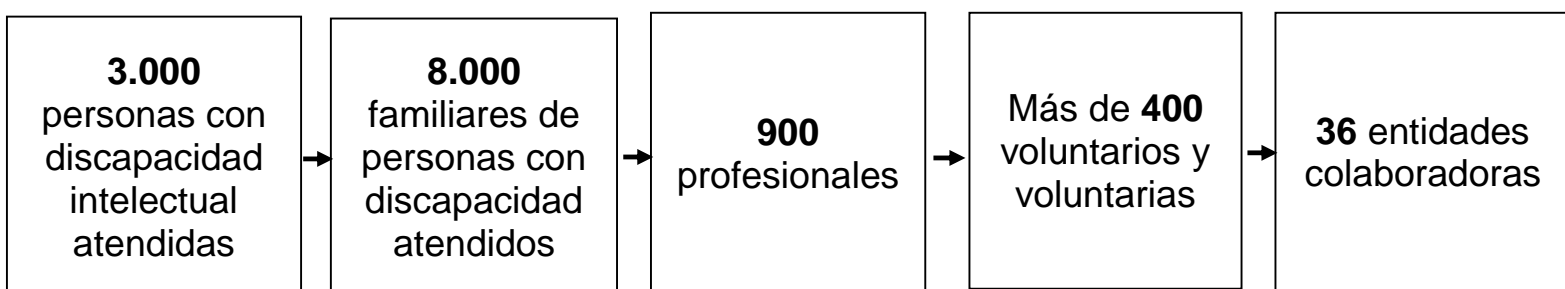 3.000
personas con
discapacidad
intelectual
atendidas
8.000
familiares de
personas con
discapacidad
atendidos
900
profesionales
Más de 400
voluntarios y
voluntarias
36 entidades
colaboradoras